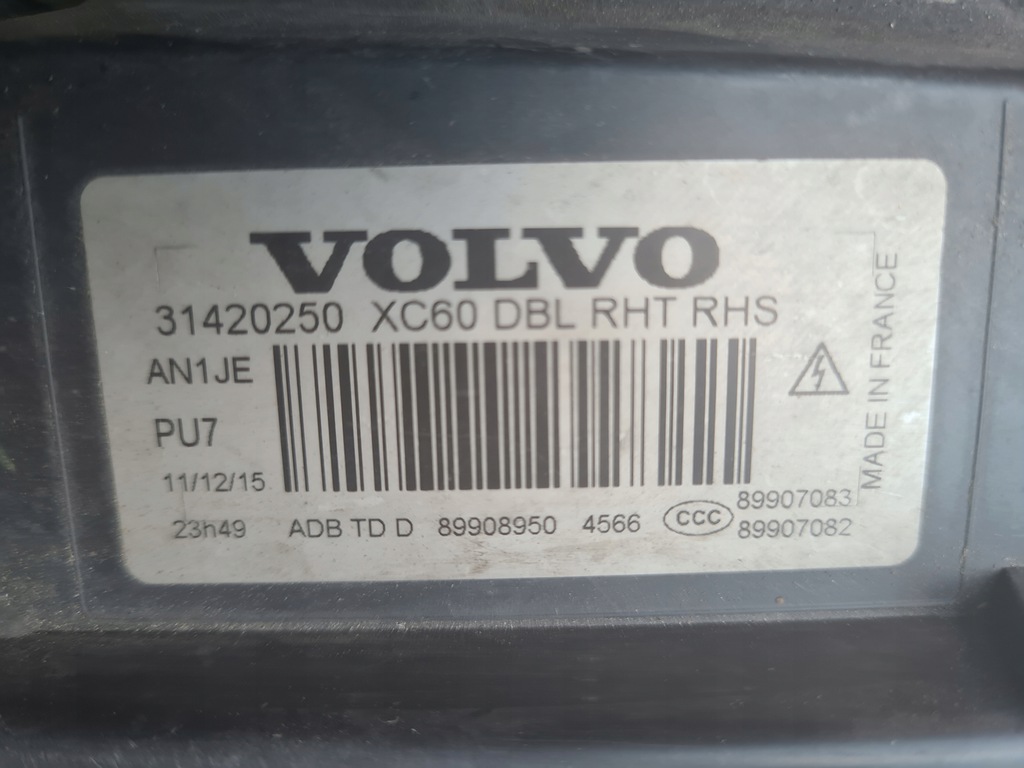 VOLVO
31420250 XC60 DBL RHT RHS
AN1JE
PU7
11/12/15
23h49 ADB TD D 89908950 4566 CCC 89907083
89907082
MADE IN FRANCE